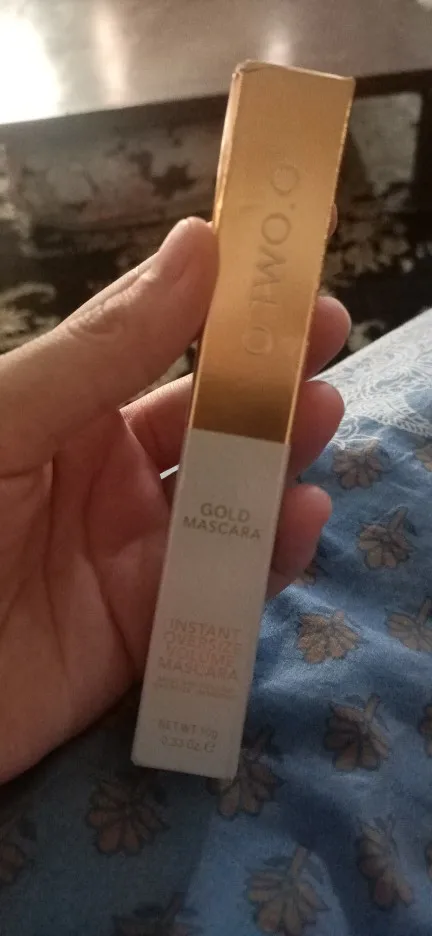 O.TWO.O
GOLD
MASCARA
INSTANT
OVERSIZE
VOLUME
MASCARA
NET WT 10g
0.33 Oz e